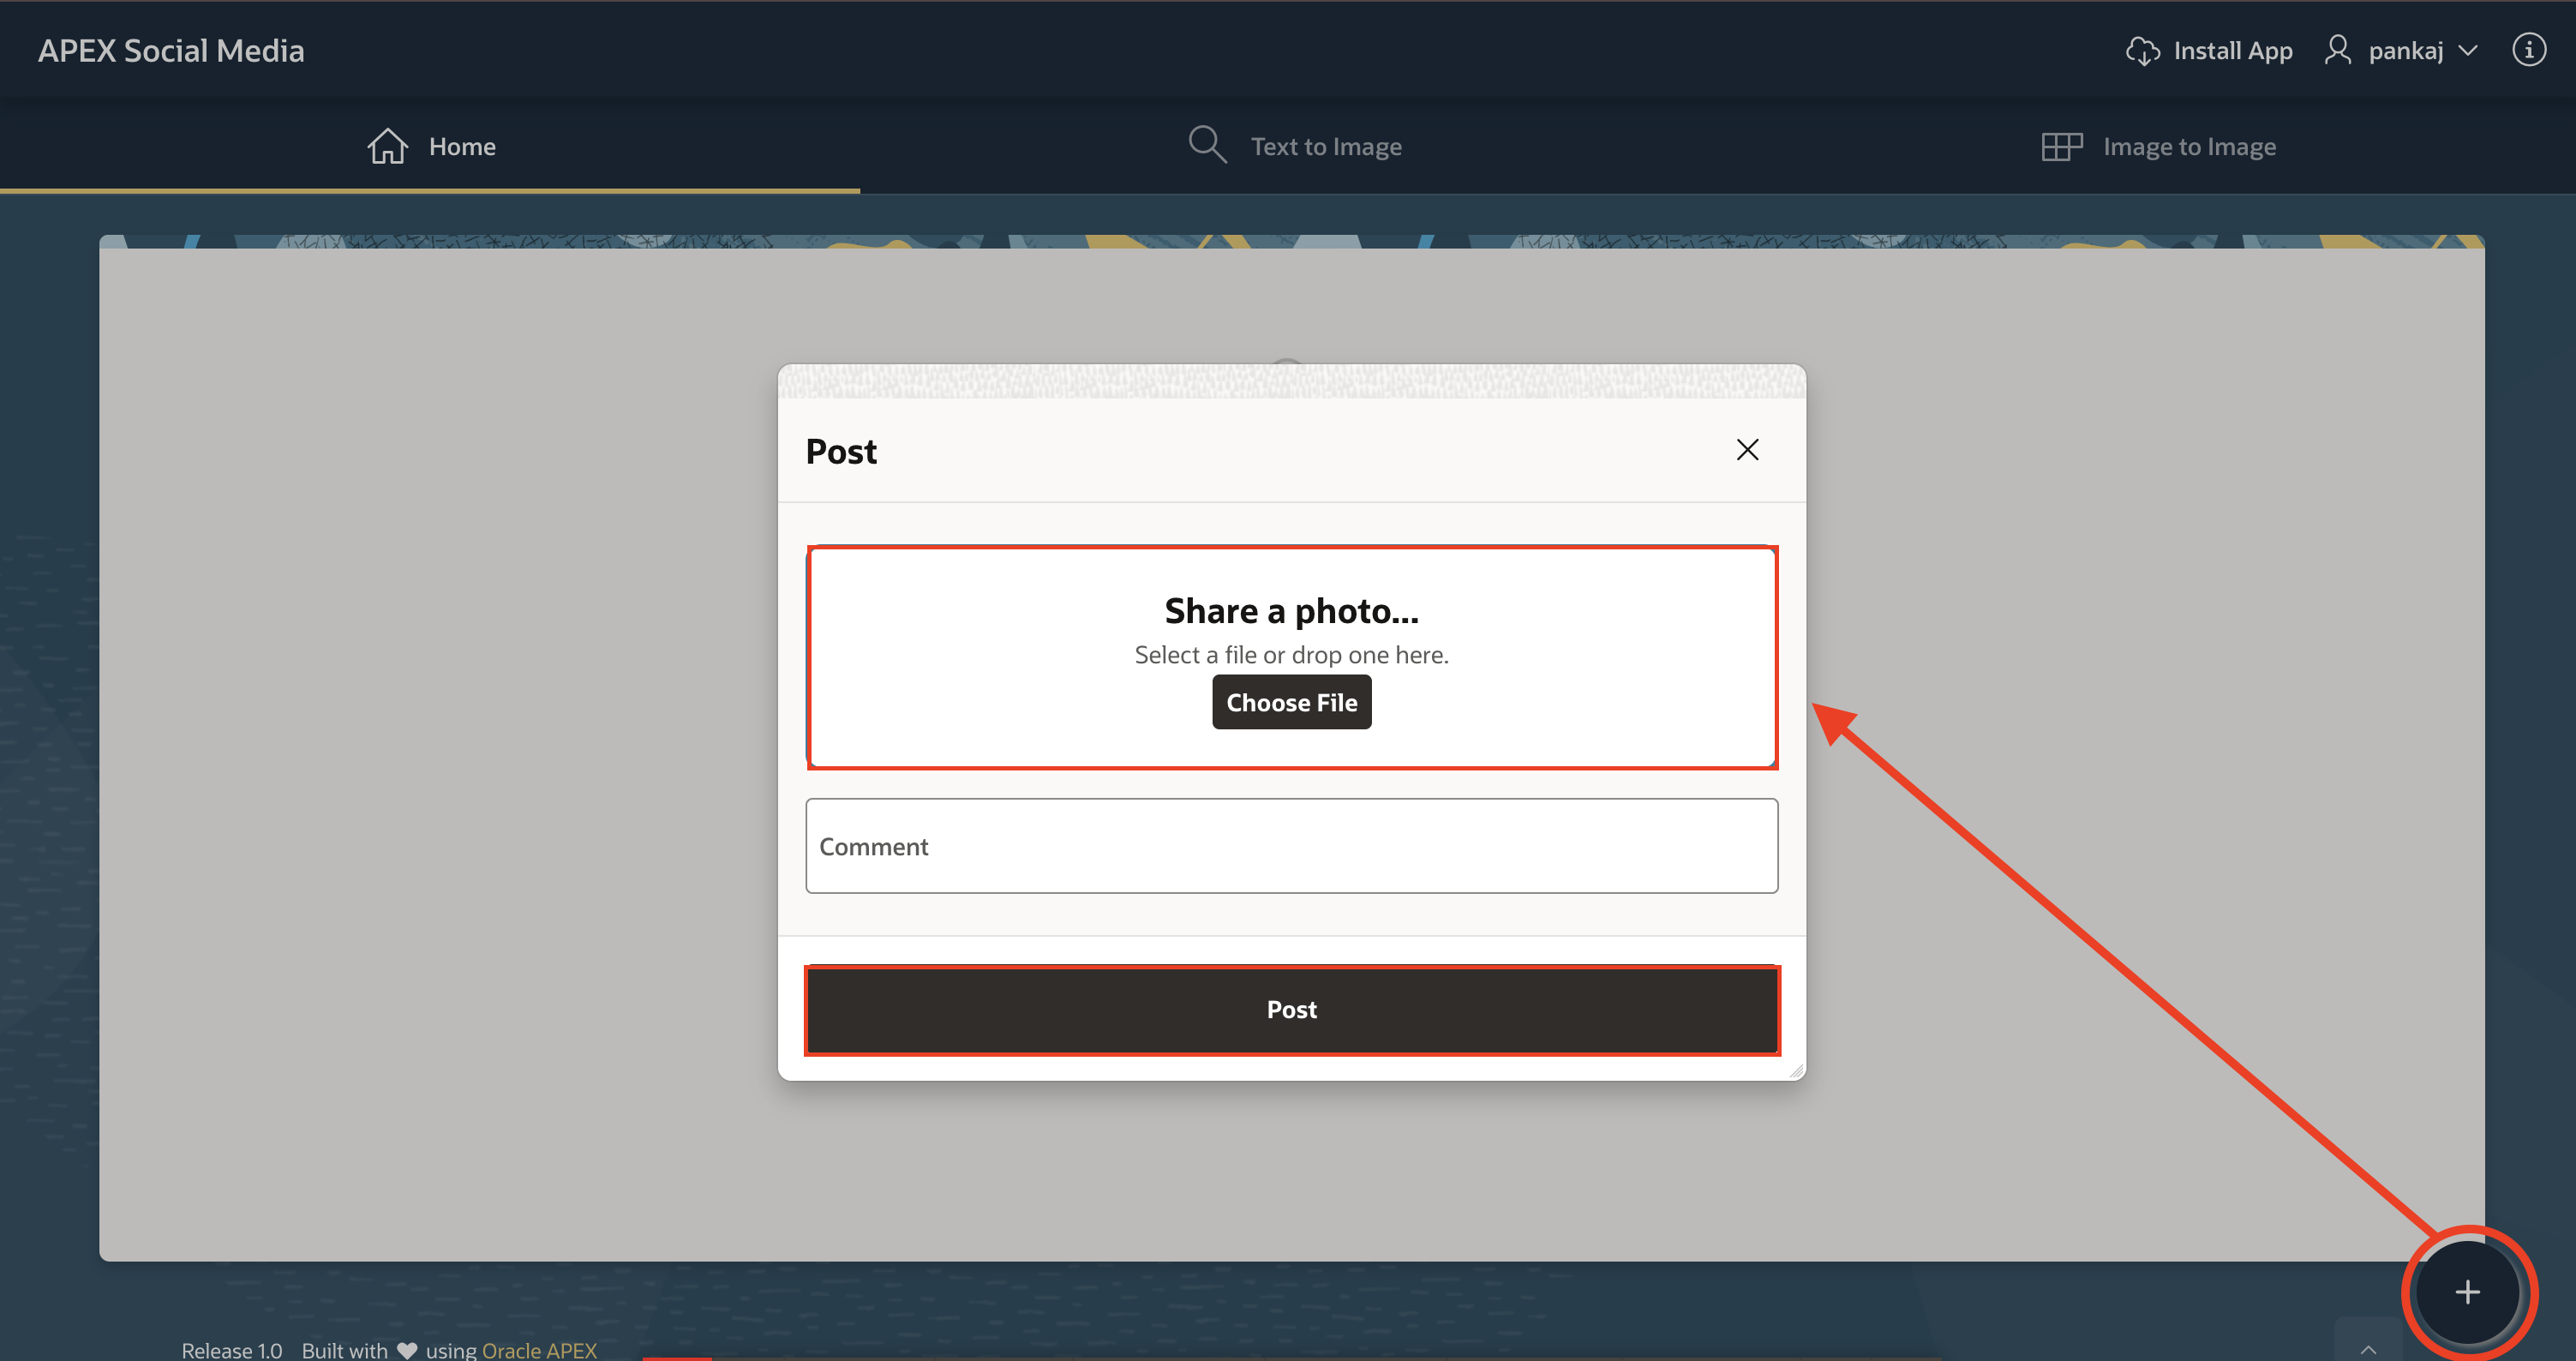 APEX Social Media
Install App
pankaj
Home
Text to Image
Image to Image
Post
Share a photo...
Select a file or drop one here.
Choose File
Comment
Post
Release 1.0 Built with ♥ using Oracle APEX